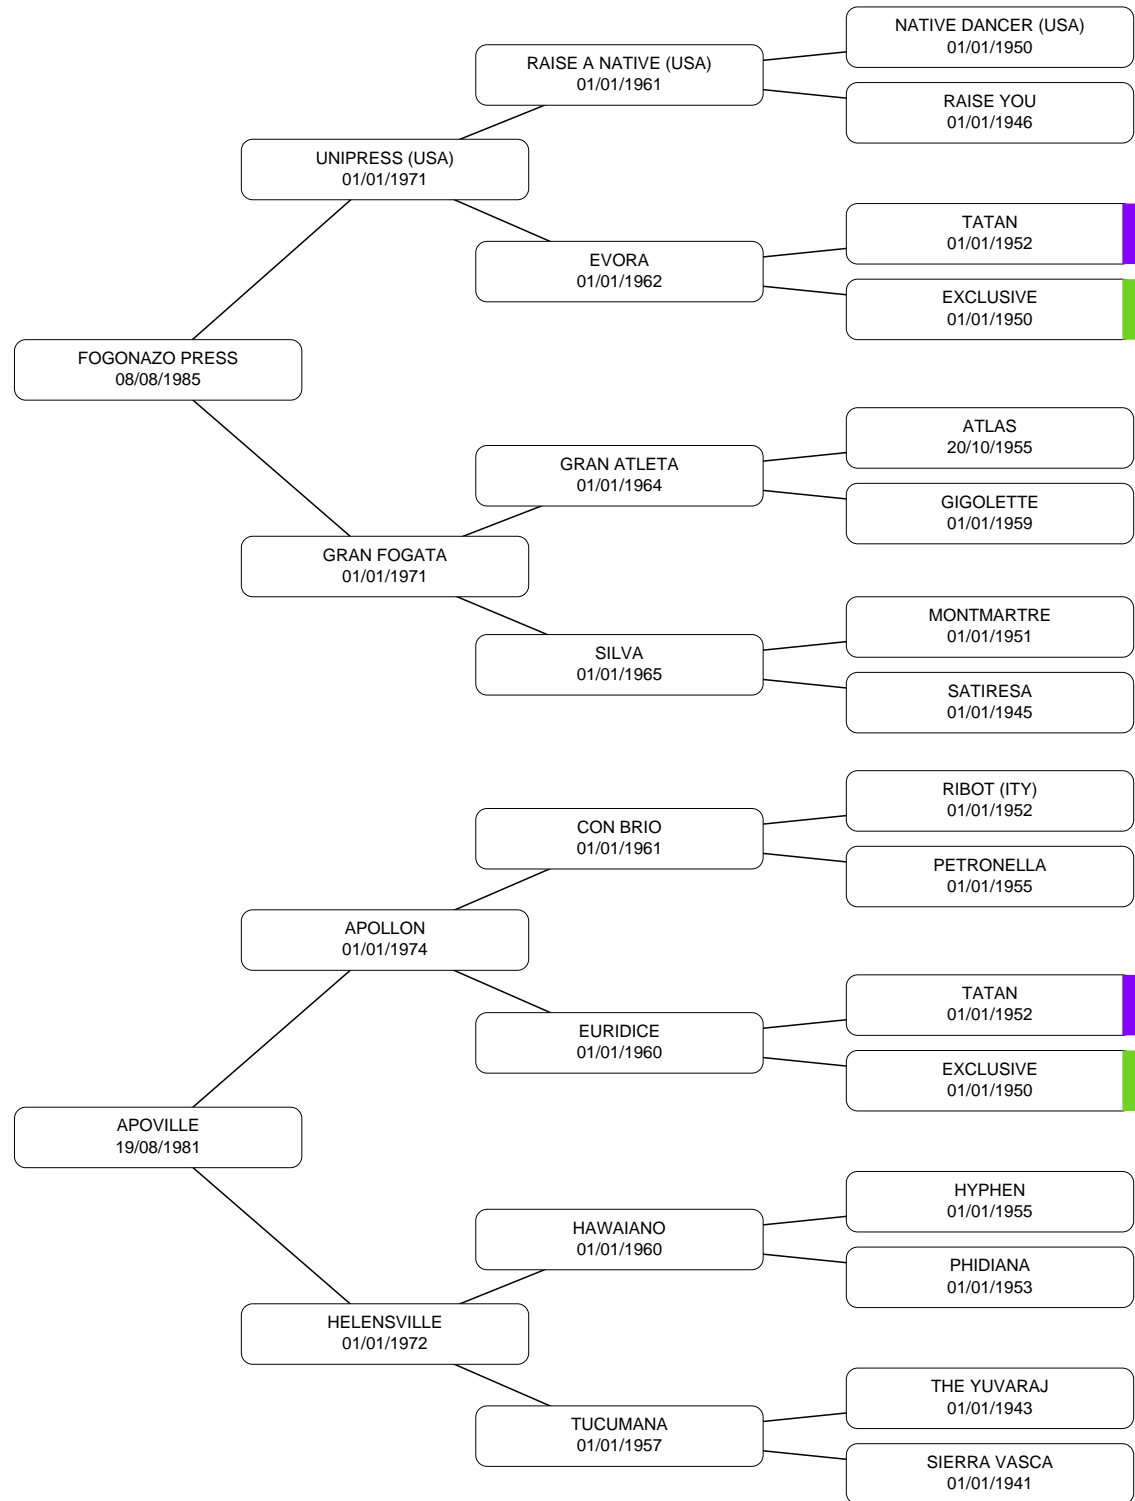 NATIVE DANCER (USA)
01/01/1950
RAISE A NATIVE (USA)
01/01/1961
RAISE YOU
01/01/1946
UNIPRESS (USA)
01/01/1971
TATAN
01/01/1952
EVORA
01/01/1962
EXCLUSIVE
01/01/1950
FOGONAZO PRESS
08/08/1985
ATLAS
20/10/1955
GRAN ATLETA
01/01/1964
GIGOLETTE
01/01/1959
GRAN FOGATA
01/01/1971
MONTMARTRE
01/01/1951
SILVA
01/01/1965
SATIRESA
01/01/1945
RIBOT (ITY)
01/01/1952
CON BRIO
01/01/1961
PETRONELLA
01/01/1955
APOLLON
01/01/1974
TATAN
01/01/1952
EURIDICE
01/01/1960
EXCLUSIVE
01/01/1950
APOVILLE
19/08/1981
HYPHEN
01/01/1955
HAWAIANO
01/01/1960
PHIDIANA
01/01/1953
HELENSVILLE
01/01/1972
THE YUVARAJ
01/01/1943
TUCUMANA
01/01/1957
SIERRA VASCA
01/01/1941